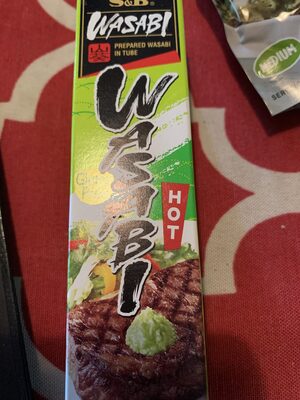 S&B
WASABI
PREPARED WASABI
IN TUBE
WASABI
HOT
MEDIUM